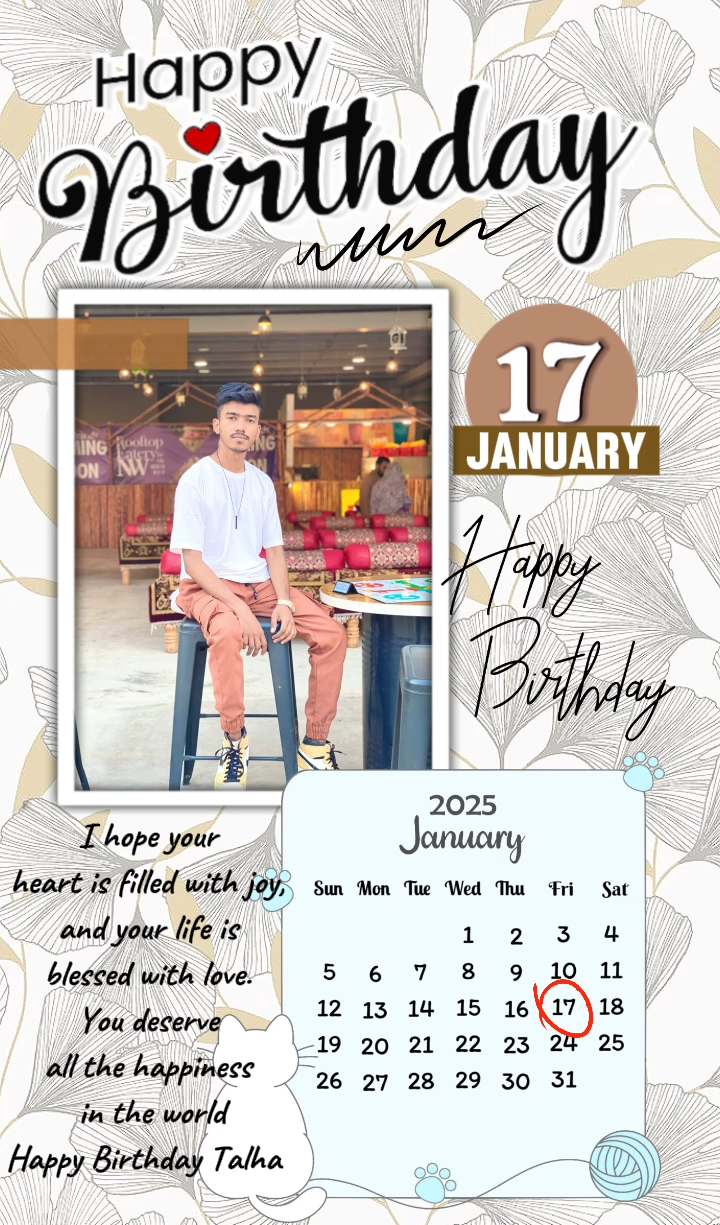 Happy
Birthday
17
JANUARY
Rooftop
Eatery
NW
Happy
Birthday
I hope your
heart is filled with joy,
and your life is
blessed with love.
You deserve
all the happiness
in the world
Happy Birthday Talha
2025
January
Sun Mon Tue Wed Thu Fri Sat
1 2 3 4
5 6 7 8 9 10 11
12 13 14 15 16 17 18
19 20 21 22 23 24 25
26 27 28 29 30 31